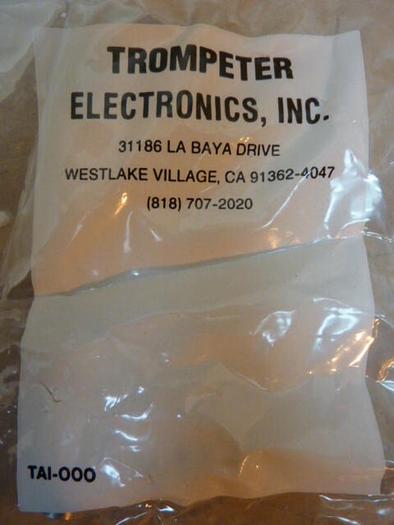 TROMPETER
ELECTRONICS, INC.
31186 LA BAYA DRIVE
WESTLAKE VILLAGE, CA 91362-4047
(818) 707-2020
TAI-000